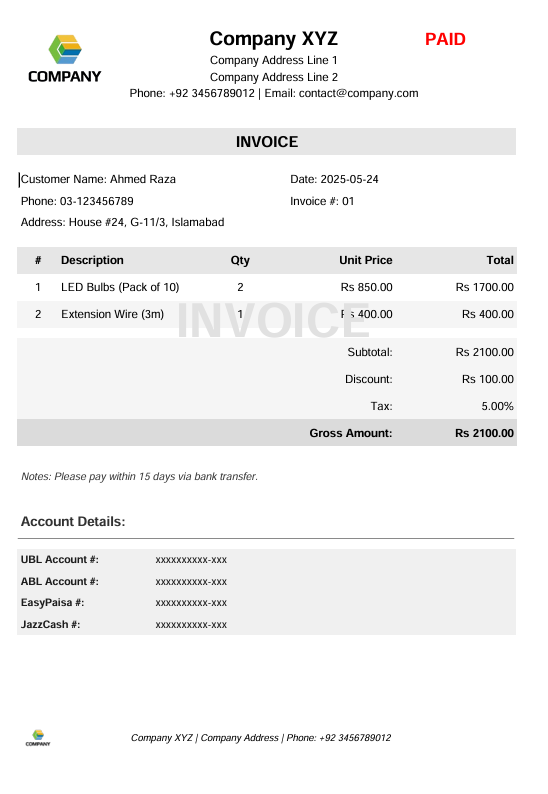 Company XYZ
PAID
COMPANY
Company Address Line 1
Company Address Line 2
Phone: +92 3456789012 | Email: contact@company.com
INVOICE
Customer Name: Ahmed Raza Date: 2025-05-24
Phone: 03-123456789 Invoice #: 01
Address: House #24, G-11/3, Islamabad
# Description Qty Unit Price Total
1 LED Bulbs (Pack of 10) 2 Rs 850.00 Rs 1700.00
2 Extension Wire (3m) 1 Rs 400.00 Rs 400.00
INVOICE
Subtotal: Rs 2100.00
Discount: Rs 100.00
Tax: 5.00%
Gross Amount: Rs 2100.00
Notes: Please pay within 15 days via bank transfer.
Account Details:
UBL Account #: xxxxxxxxxx-xxx
ABL Account #: xxxxxxxxxx-xxx
EasyPaisa #: xxxxxxxxxx-xxx
JazzCash #: xxxxxxxxxx-xxx
COMPANY
Company XYZ | Company Address | Phone: +92 3456789012